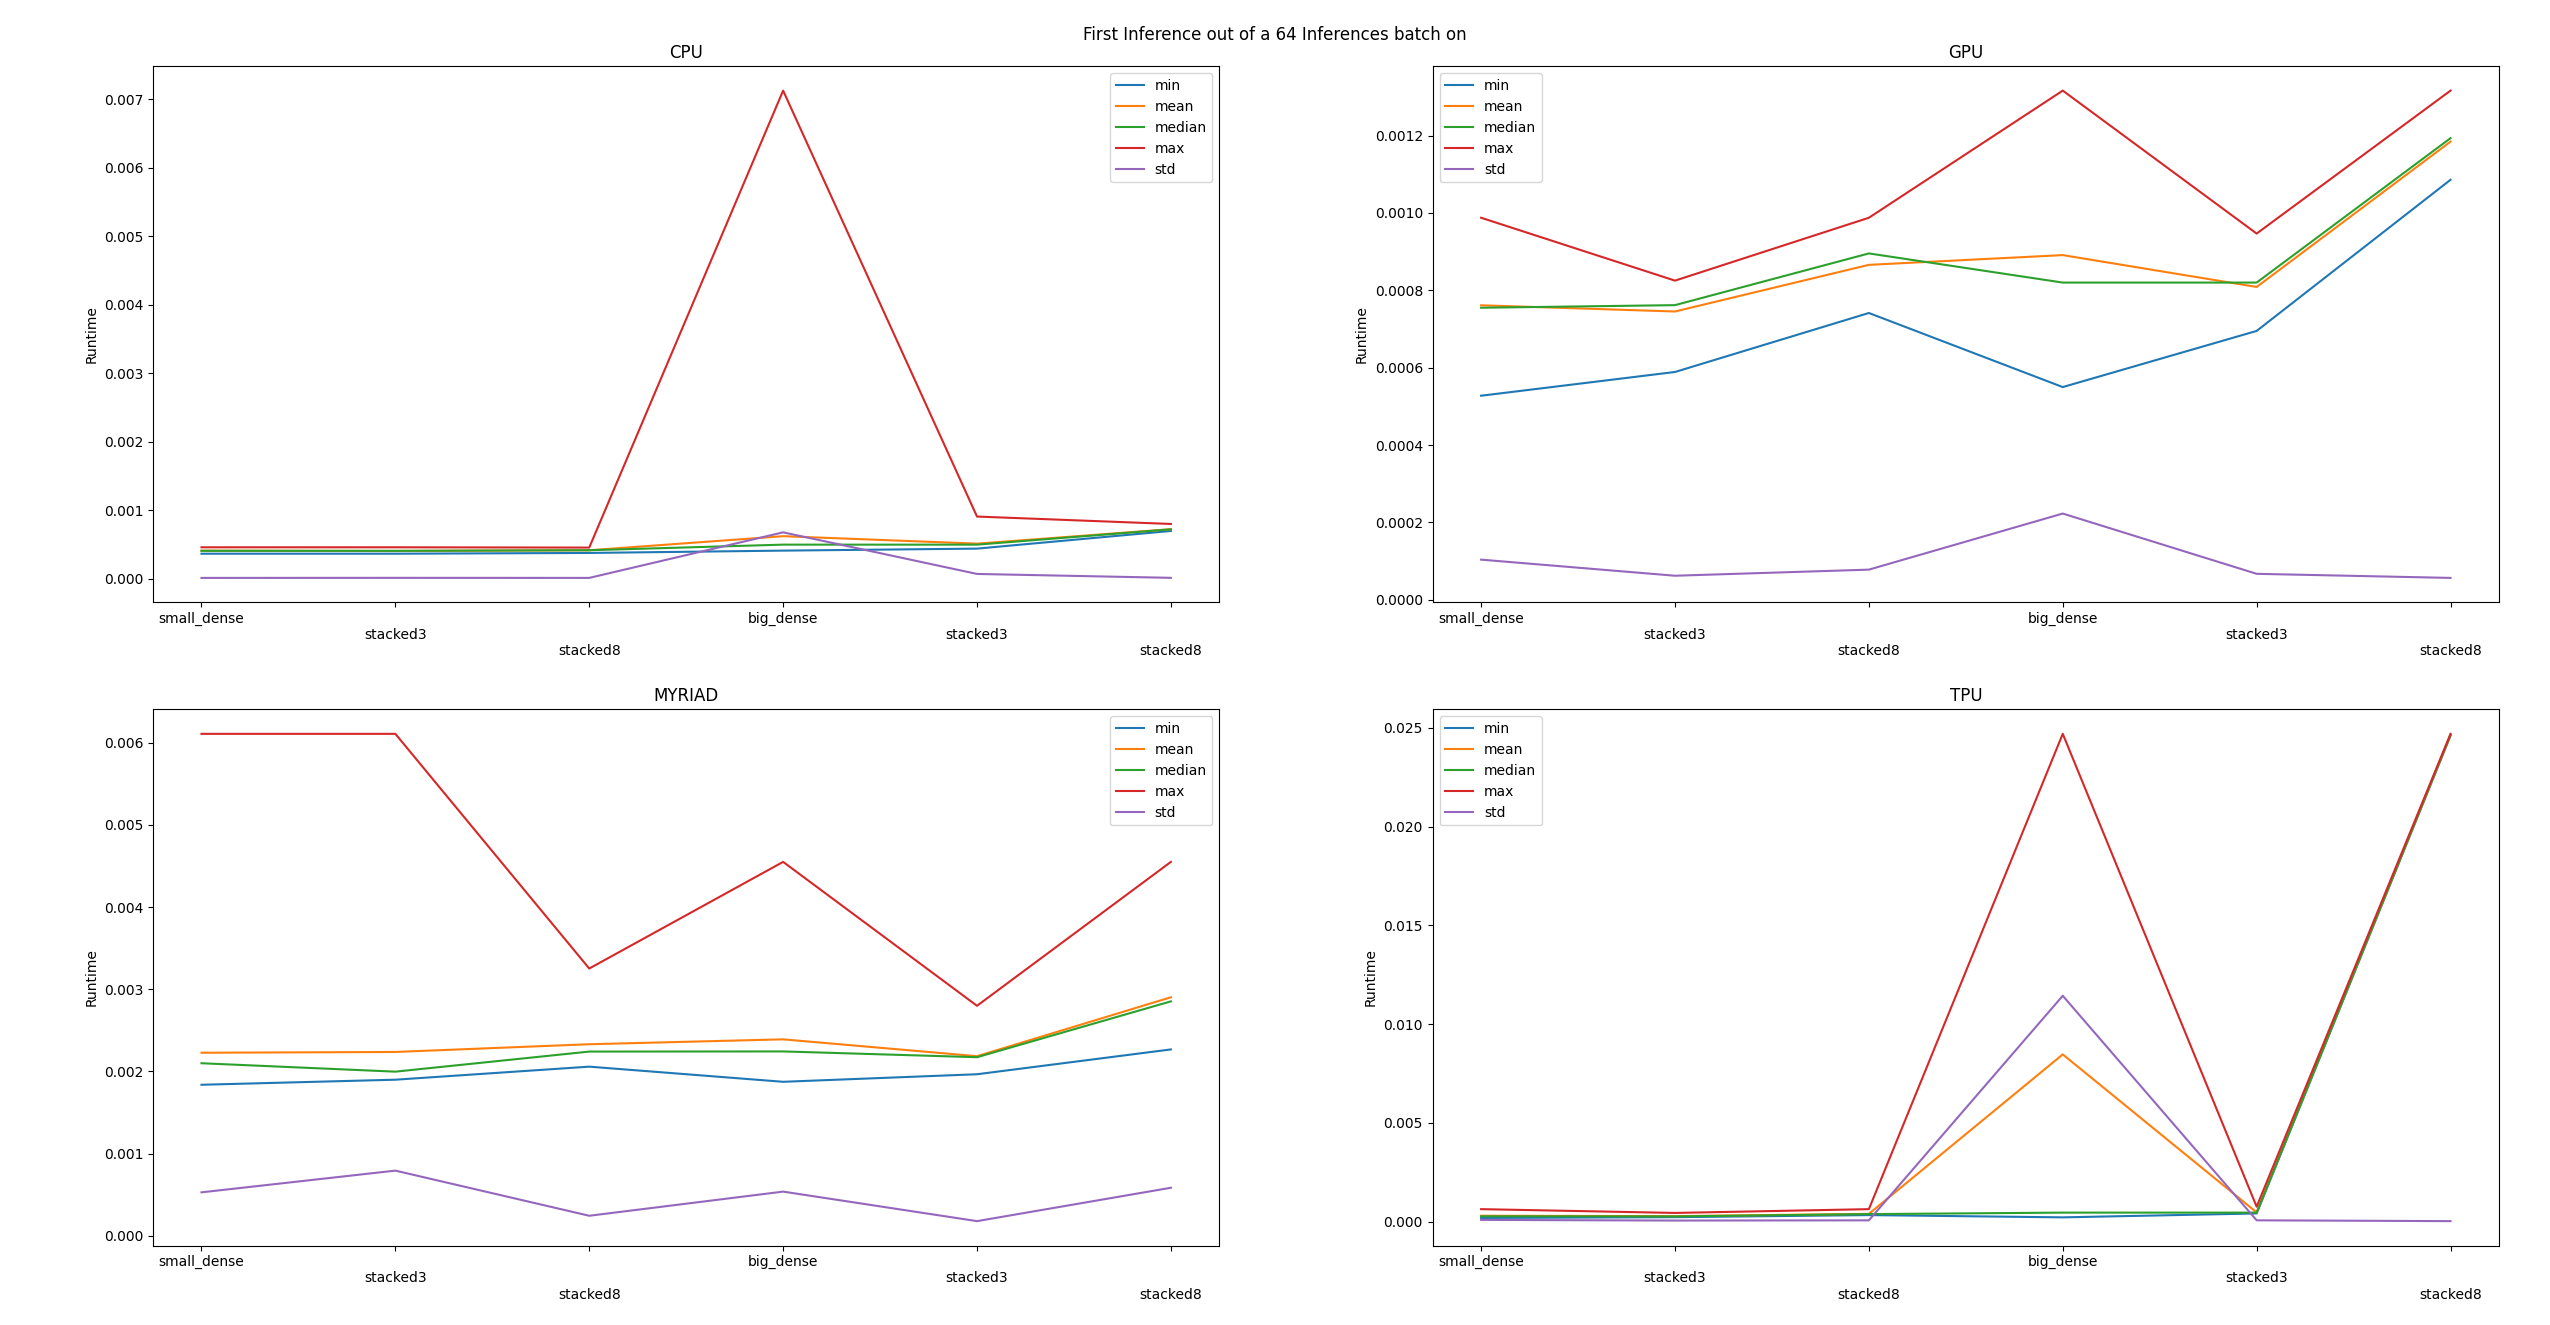 First Inference out of a 64 Inferences batch on
CPU
0.007
0.006
0.005
0.004
0.003
0.002
0.001
0.000
Runtime
min
mean
median
max
std
small_dense
stacked3
stacked8
big_dense
stacked3
stacked8
GPU
0.0012
0.0010
0.0008
0.0006
0.0004
0.0002
0.0000
Runtime
min
mean
median
max
std
small_dense
stacked3
stacked8
big_dense
stacked3
stacked8
MYRIAD
0.006
0.005
0.004
0.003
0.002
0.001
0.000
Runtime
min
mean
median
max
std
small_dense
stacked3
stacked8
big_dense
stacked3
stacked8
TPU
0.025
0.020
0.015
0.010
0.005
0.000
Runtime
min
mean
median
max
std
small_dense
stacked3
stacked8
big_dense
stacked3
stacked8